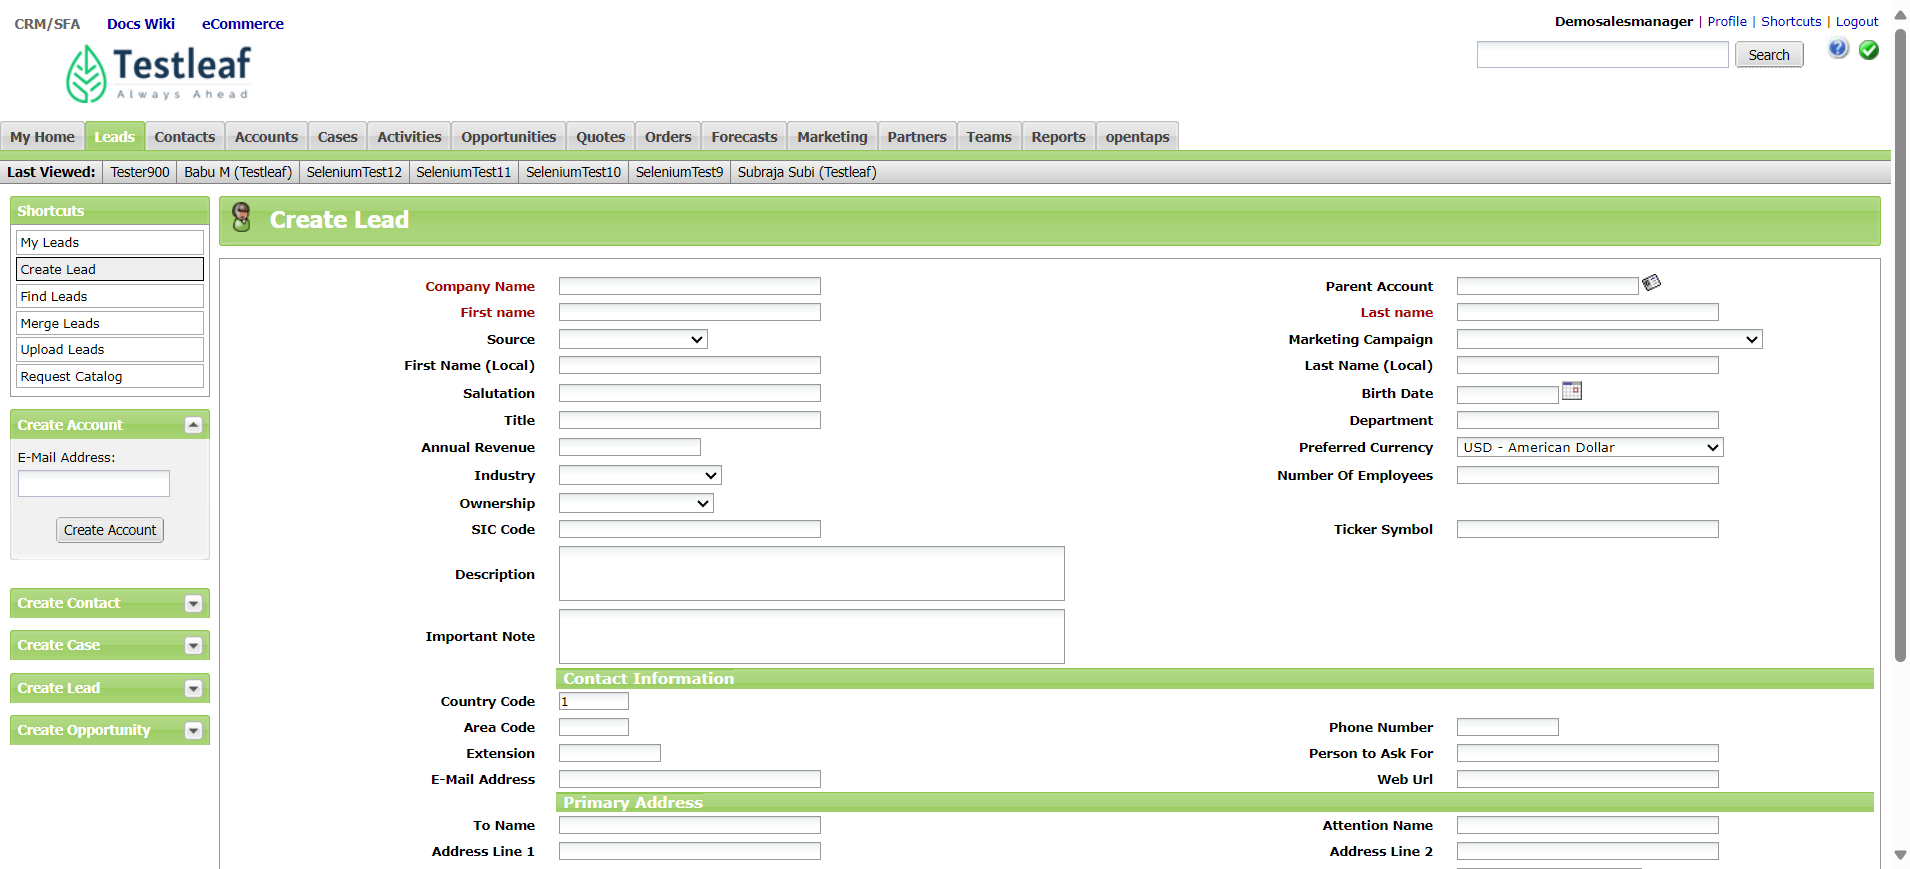 CRM/SFA Docs Wiki eCommerce
Demosalesmanager | Profile | Shortcuts | Logout
Testleaf
Always Ahead
Search
My Home Leads Contacts Accounts Cases Activities Opportunities Quotes Orders Forecasts Marketing Partners Teams Reports opentaps
Last Viewed: Tester900 Babu M (Testleaf) SeleniumTest12 SeleniumTest11 SeleniumTest10 SeleniumTest9 Subraja Subi (Testleaf)
Shortcuts
My Leads
Create Lead
Find Leads
Merge Leads
Upload Leads
Request Catalog
Create Account
E-Mail Address:
Create Account
Create Contact
Create Case
Create Lead
Create Opportunity
Create Lead
Company Name Parent Account
First name Last name
Source Marketing Campaign
First Name (Local) Last Name (Local)
Salutation Birth Date
Title Department
Annual Revenue Preferred Currency USD - American Dollar
Industry Number Of Employees
Ownership
SIC Code Ticker Symbol
Description
Important Note
Contact Information
Country Code 1
Area Code Phone Number
Extension Person to Ask For
E-Mail Address Web Url
Primary Address
To Name Attention Name
Address Line 1 Address Line 2